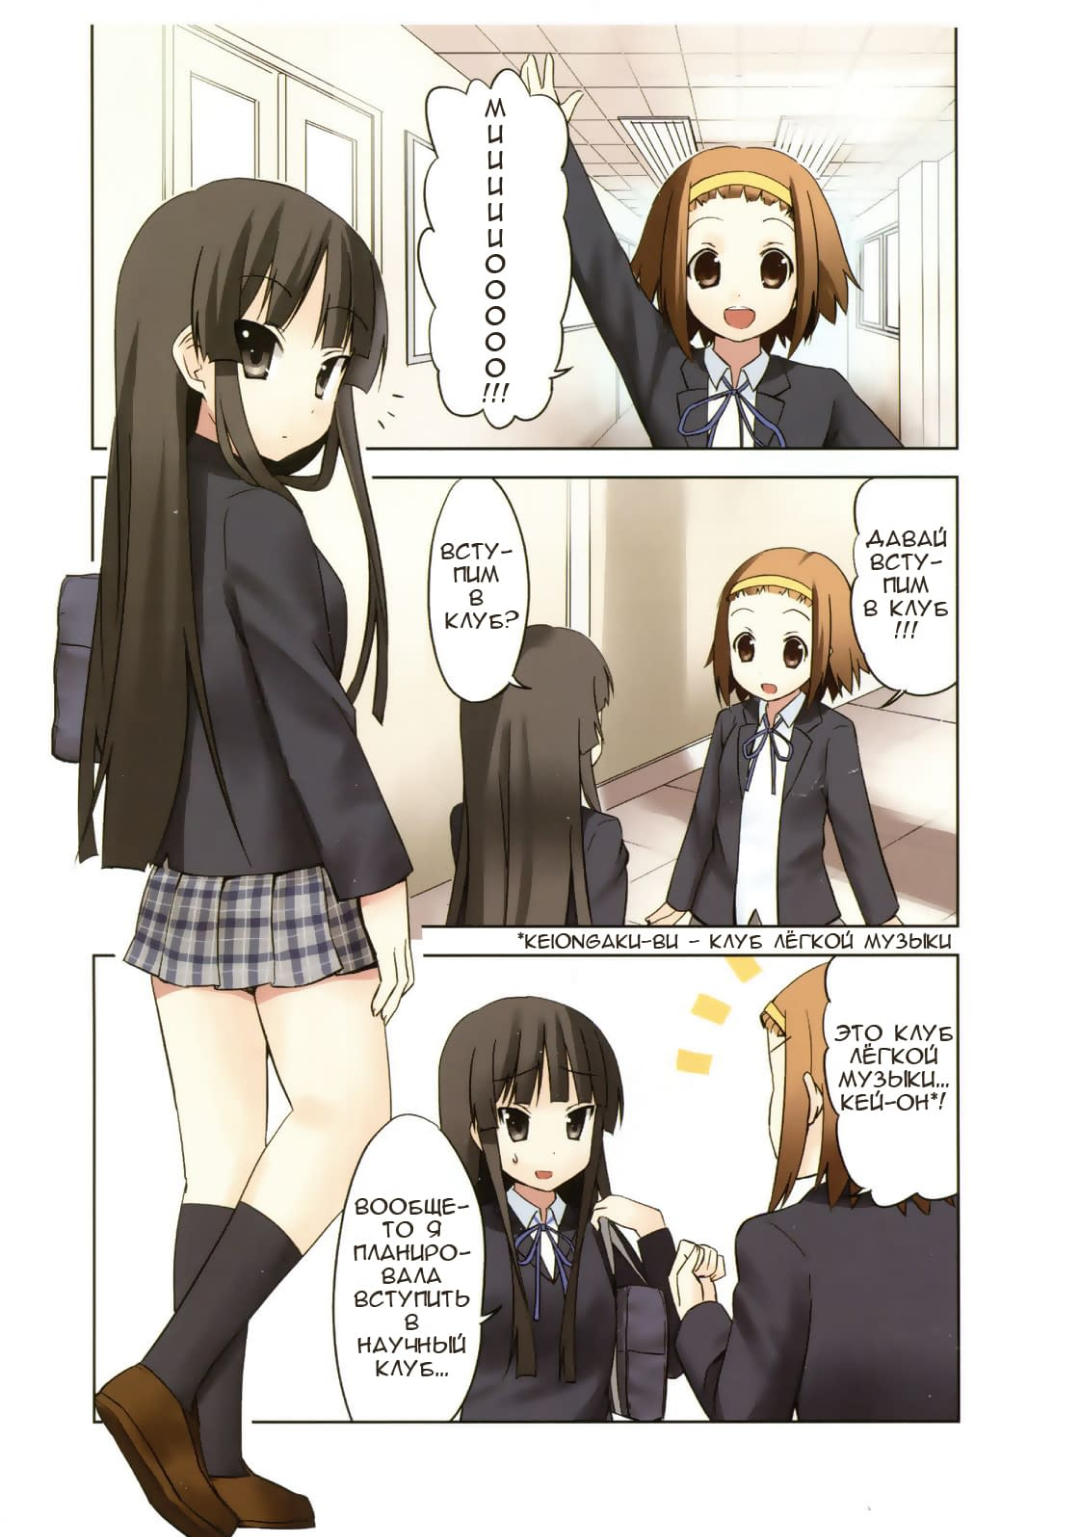 МИИИИИООООО!!!
ДАВАЙ
ВСТУ-
ПИМ
В КЛУБ
!!!
ВСТУ-
ПИМ
В
КЛУБ?
*KEIONGAKU-BU - КЛУБ ЛЁГКОЙ МУЗЫКИ
ЭТО КЛУБ
ЛЁГКОЙ
МУЗЫКИ...
КЕЙ-ОН*!
ВООБЩЕ-
ТО Я
ПЛАНИРО-
ВАЛА
ВСТУПИТЬ
В
НАУЧНЫЙ
КЛУБ...